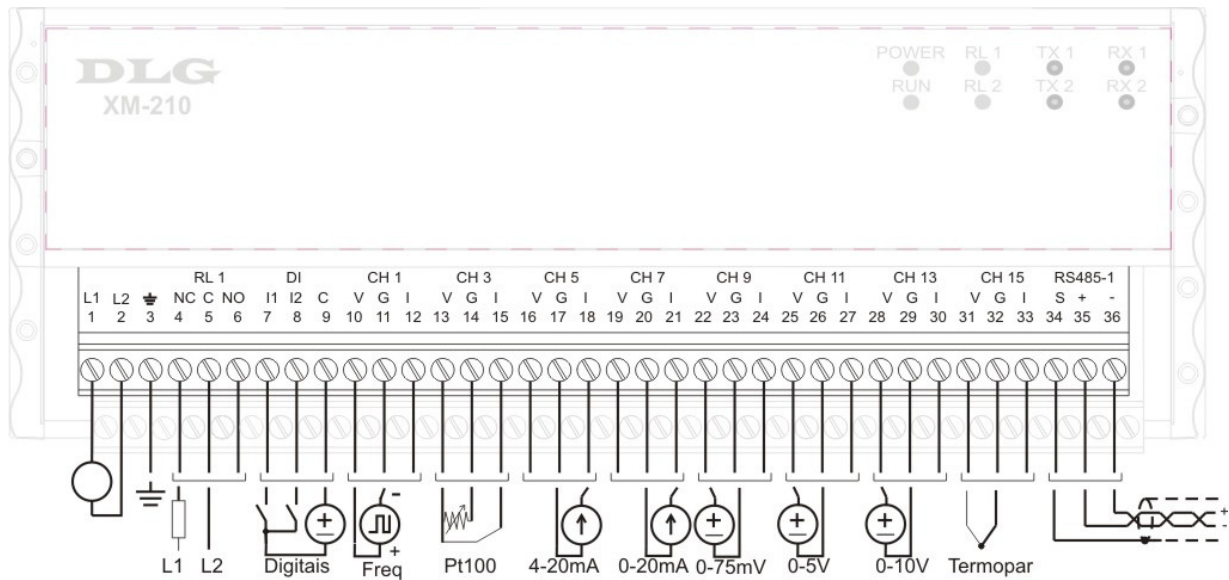 DLG
XM-210
POWER RL 1 TX 1 RX 1
RUN RL 2 TX 2 RX 2
RL 1 DI CH 1 CH 3 CH 5 CH 7 CH 9 CH 11 CH 13 CH 15 RS485-1
L1 L2 NC C NO I1 I2 C V G I V G I V G I V G I V G I V G I V G I V G I S + -
1 2 3 4 5 6 7 8 9 10 11 12 13 14 15 16 17 18 19 20 21 22 23 24 25 26 27 28 29 30 31 32 33 34 35 36
L1 L2 Digitais Freq Pt100 4-20mA 0-20mA 0-75mV 0-5V 0-10V Termopar